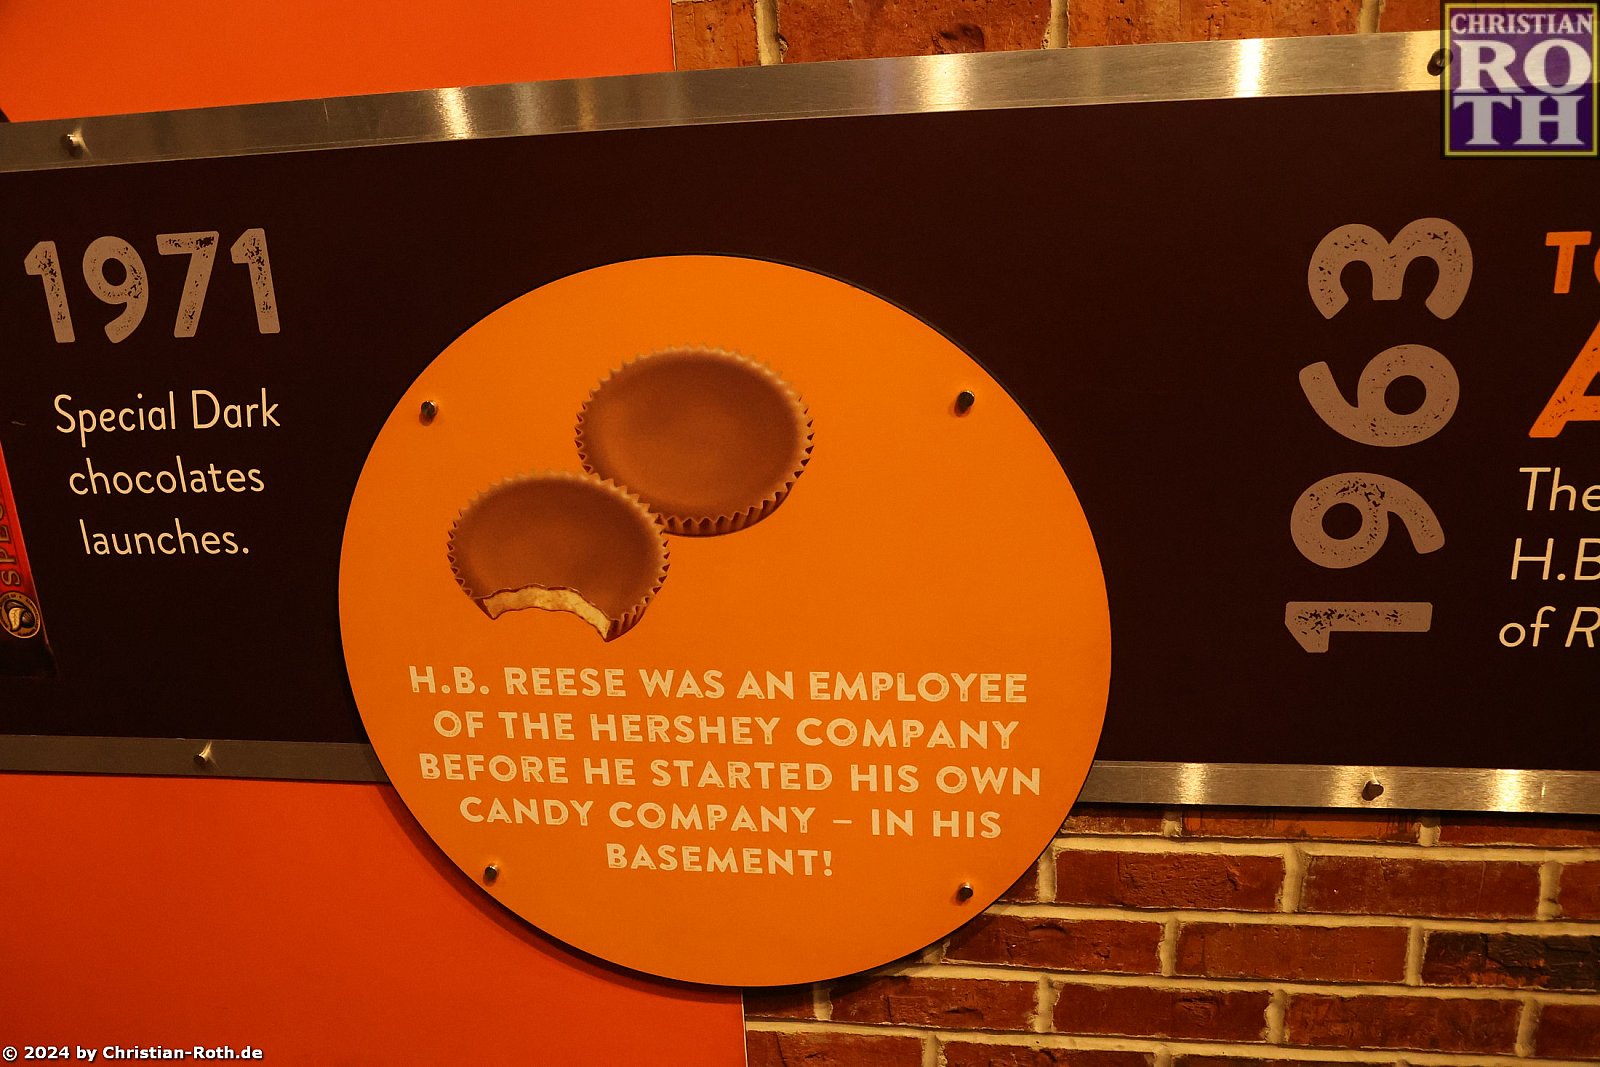 CHRISTIAN
RO
TH
1971
Special Dark
chocolates
launches.
H.B. REESE WAS AN EMPLOYEE
OF THE HERSHEY COMPANY
BEFORE HE STARTED HIS OWN
CANDY COMPANY – IN HIS
BASEMENT!
1963
The
H.B
of R
© 2024 by Christian-Roth.de